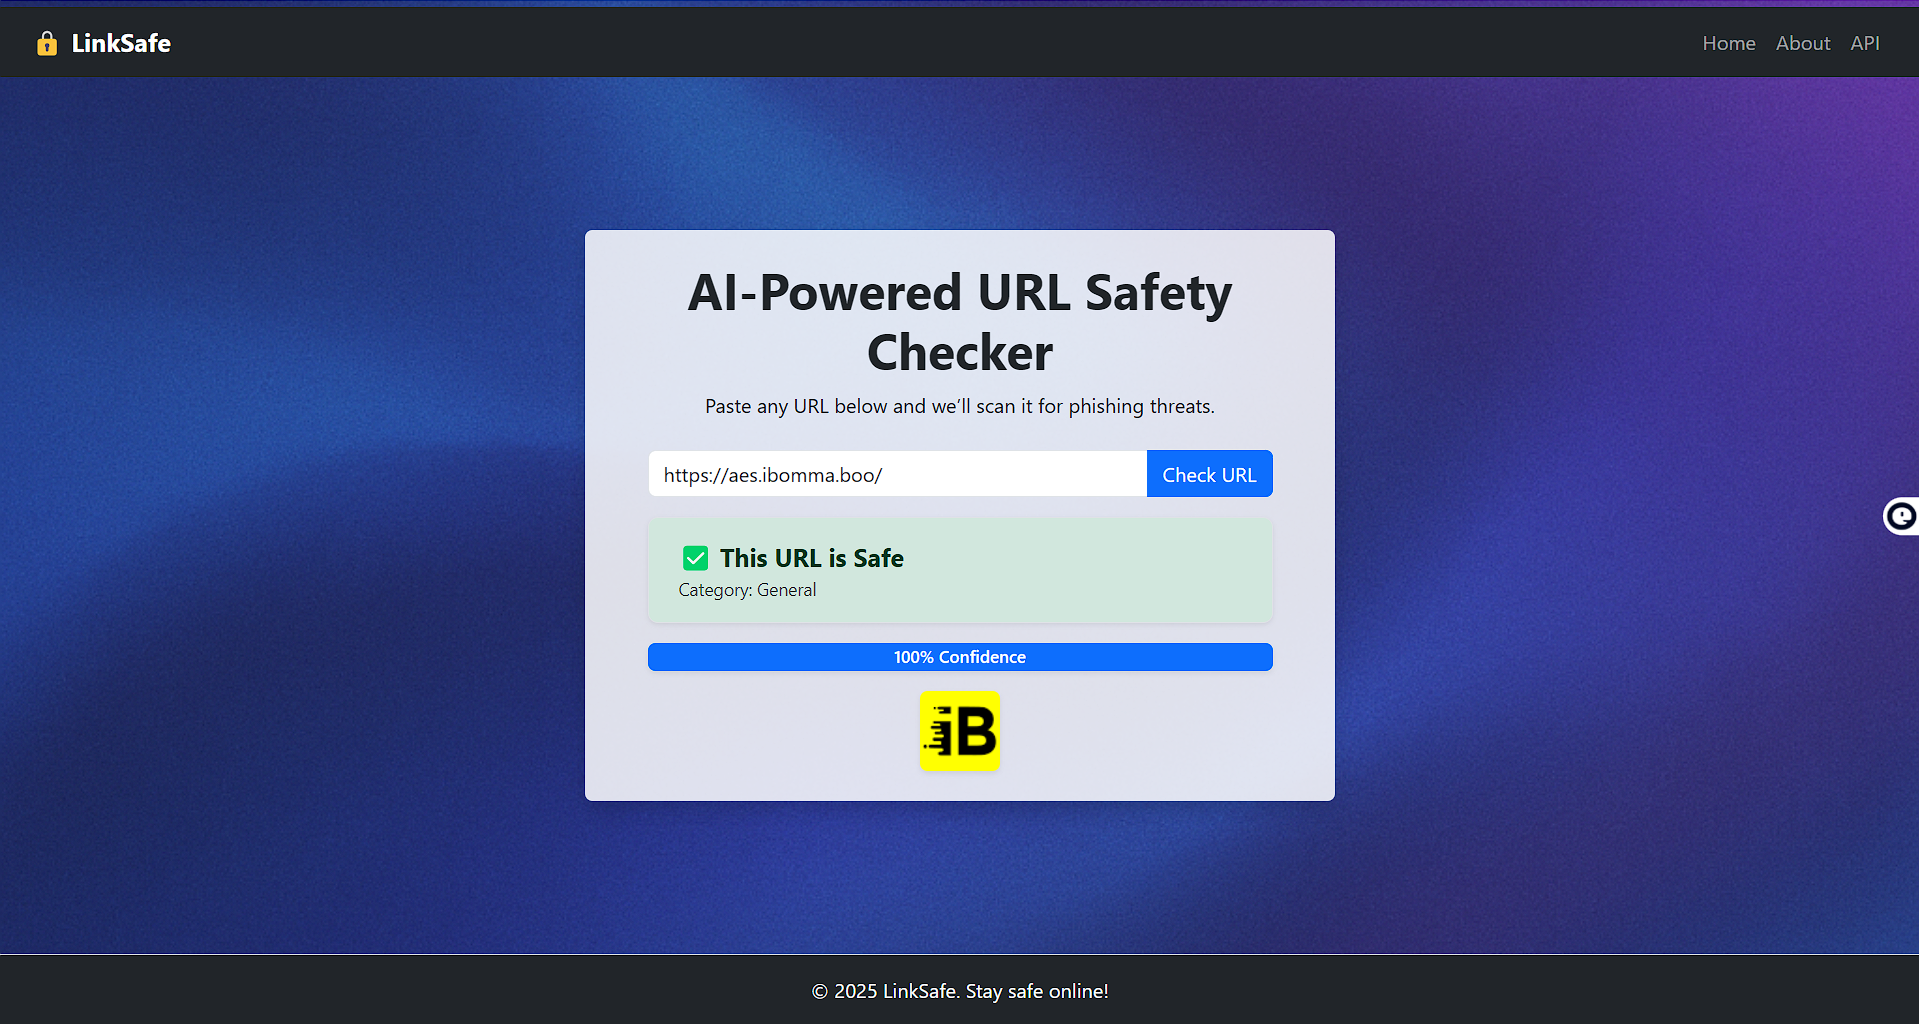 LinkSafe
Home About API
AI-Powered URL Safety
Checker
Paste any URL below and we’ll scan it for phishing threats.
https://aes.ibomma.boo/ Check URL
This URL is Safe
Category: General
100% Confidence
iB
© 2025 LinkSafe. Stay safe online!